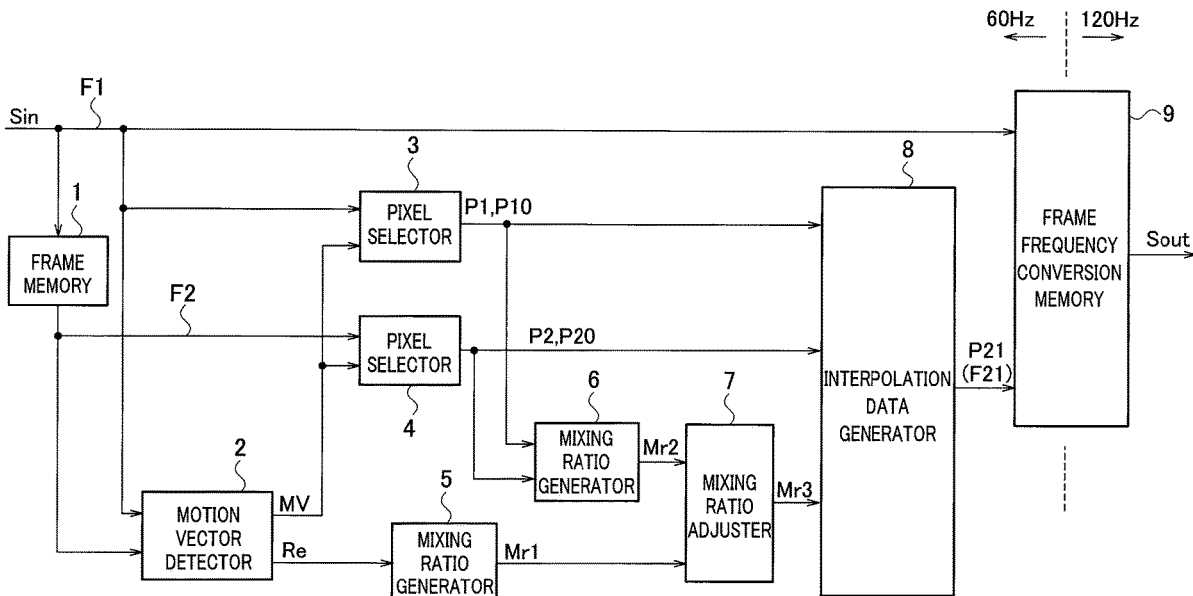 60Hz 120Hz
F1
Sin
9
3
8
1
PIXEL
SELECTOR
P1,P10
FRAME
MEMORY
FRAME
FREQUENCY
CONVERSION
MEMORY
Sout
F2
PIXEL
SELECTOR
P2,P20
4
6
7
INTERPOLATION
DATA
GENERATOR
P21
(F21)
2
MIXING
RATIO
GENERATOR
Mr2
MOTION
VECTOR
DETECTOR
MV
Re
5
MIXING
RATIO
GENERATOR
Mr1
MIXING
RATIO
ADJUSTER
Mr3